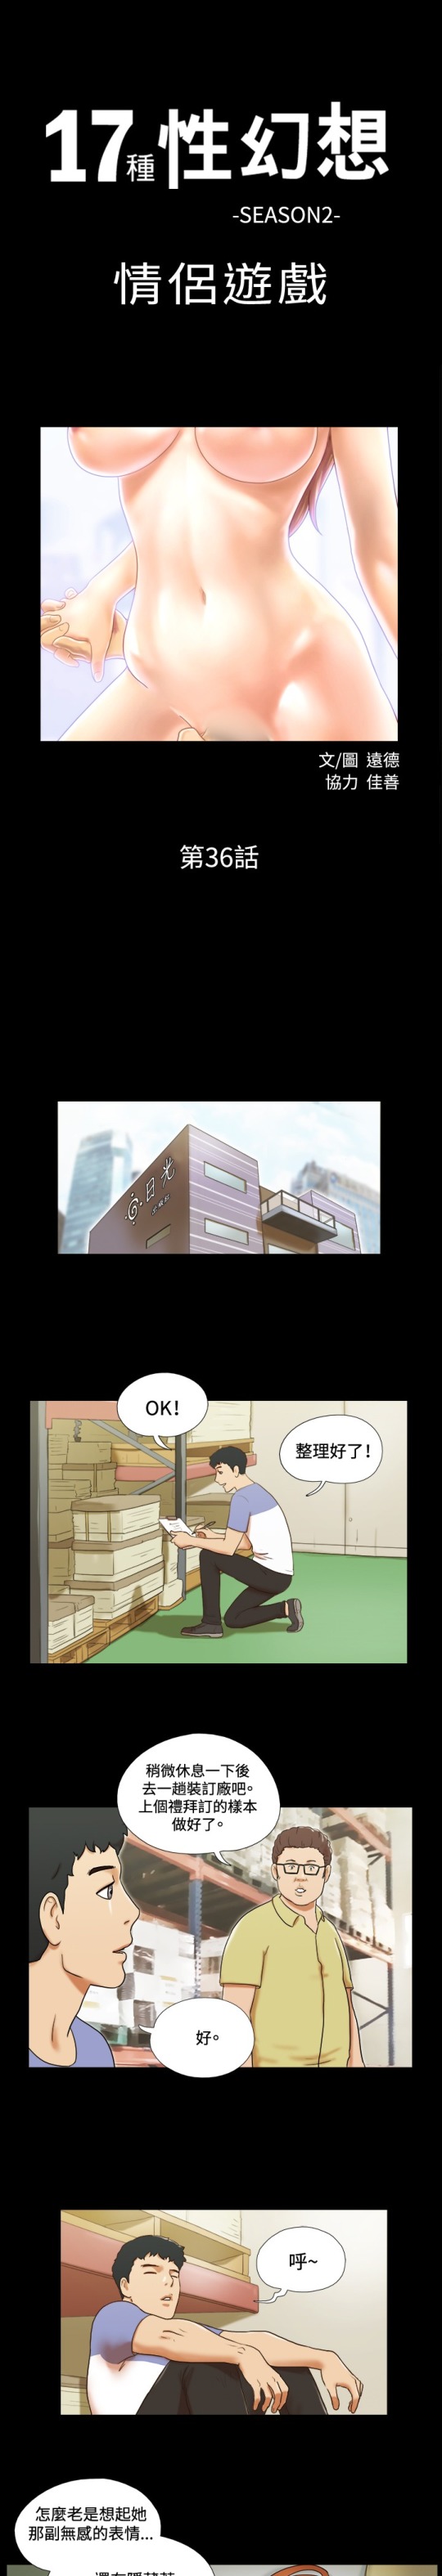 17種性幻想
-SEASON2-
情侶遊戲
文/圖 遠德
協力 佳善
第36話
日光
OK!
整理好了!
稍微休息一下後
去一趟裝訂廠吧。
上個禮拜訂的樣本
做好了。
好。
呼~
怎麼老是想起她
那副無感的表情...